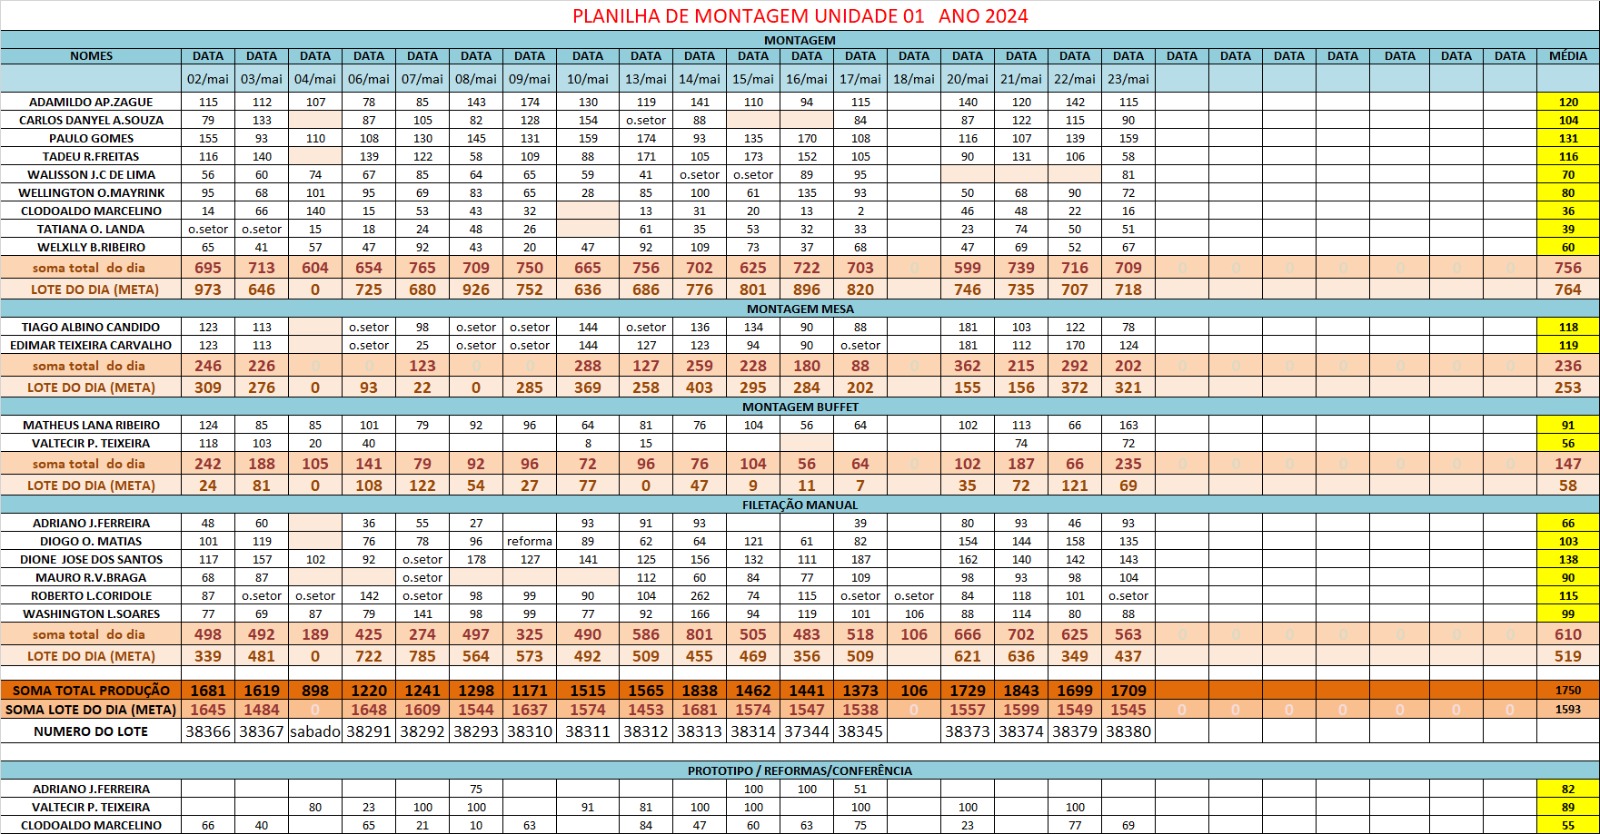 PLANILHA DE MONTAGEM UNIDADE 01 ANO 2024
MONTAGEM
NOMES DATA DATA DATA DATA DATA DATA DATA DATA DATA DATA DATA DATA DATA DATA DATA DATA DATA DATA DATA DATA DATA DATA DATA DATA DATA MÉDIA
02/mai 03/mai 04/mai 06/mai 07/mai 08/mai 09/mai 10/mai 13/mai 14/mai 15/mai 16/mai 17/mai 18/mai 20/mai 21/mai 22/mai 23/mai
ADAMILDO AP.ZAGUE 115 112 107 78 85 143 174 130 119 141 110 94 115 140 120 142 115 120
CARLOS DANYEL A.SOUZA 79 133 87 105 82 128 154 o.setor 88 84 87 122 115 90 104
PAULO GOMES 155 93 110 108 130 145 131 159 174 93 135 170 108 116 107 139 159 131
TADEU R.FREITAS 116 140 139 122 58 109 88 171 105 173 152 105 90 131 106 58 116
WALISSON J.C DE LIMA 56 60 74 67 85 64 65 59 41 o.setor o.setor 89 95 81 70
WELLINGTON O.MAYRINK 95 68 101 95 69 83 65 28 85 100 61 135 93 50 68 90 72 80
CLODOALDO MARCELINO 14 66 140 15 53 43 32 13 31 20 13 2 46 48 22 16 36
TATIANA O. LANDA o.setor o.setor 15 18 24 48 26 61 35 53 32 33 23 74 50 51 39
WELXLLY B.RIBEIRO 65 41 57 47 92 43 20 47 92 109 73 37 68 47 69 52 67 60
soma total do dia 695 713 604 654 765 709 750 665 756 702 625 722 703 0 599 739 716 709 0 0 0 0 0 0 0 756
LOTE DO DIA (META) 973 646 0 725 680 926 752 636 686 776 801 896 820 746 735 707 718 764
MONTAGEM MESA
TIAGO ALBINO CANDIDO 123 113 o.setor 98 o.setor o.setor 144 o.setor 136 134 90 88 181 103 122 78 118
EDIMAR TEIXEIRA CARVALHO 123 113 o.setor 25 o.setor o.setor 144 127 123 94 90 o.setor 181 112 170 124 119
soma total do dia 246 226 0 0 123 0 0 288 127 259 228 180 88 0 362 215 292 202 0 0 0 0 0 0 0 236
LOTE DO DIA (META) 309 276 0 93 22 0 285 369 258 403 295 284 202 155 156 372 321 253
MONTAGEM BUFFET
MATHEUS LANA RIBEIRO 124 85 85 101 79 92 96 64 81 76 104 56 64 102 113 66 163 91
VALTECIR P. TEIXEIRA 118 103 20 40 8 15 74 72 56
soma total do dia 242 188 105 141 79 92 96 72 96 76 104 56 64 0 102 187 66 235 0 0 0 0 0 0 0 147
LOTE DO DIA (META) 24 81 0 108 122 54 27 77 0 47 9 11 7 35 72 121 69 58
FILETAÇÃO MANUAL
ADRIANO J.FERREIRA 48 60 36 55 27 93 91 93 39 80 93 46 93 66
DIOGO O. MATIAS 101 119 76 78 96 reforma 89 62 64 121 61 82 154 144 158 135 103
DIONE JOSE DOS SANTOS 117 157 102 92 o.setor 178 127 141 125 156 132 111 187 162 140 142 143 138
MAURO R.V.BRAGA 68 87 o.setor 112 60 84 77 109 98 93 98 104 90
ROBERTO L.CORIDOLE 87 o.setor o.setor 142 o.setor 98 99 90 104 262 74 115 o.setor o.setor 84 118 101 o.setor 115
WASHINGTON L.SOARES 77 69 87 79 141 98 99 77 92 166 94 119 101 106 88 114 80 88 99
soma total do dia 498 492 189 425 274 497 325 490 586 801 505 483 518 106 666 702 625 563 0 0 0 0 0 0 0 610
LOTE DO DIA (META) 339 481 0 722 785 564 573 492 509 455 469 356 509 621 636 349 437 519
SOMA TOTAL PRODUÇÃO 1681 1619 898 1220 1241 1298 1171 1515 1565 1838 1462 1441 1373 106 1729 1843 1699 1709 1750
SOMA LOTE DO DIA (META) 1645 1484 0 1648 1609 1544 1637 1574 1453 1681 1574 1547 1538 0 1557 1599 1549 1545 0 0 0 0 0 0 0 1593
NUMERO DO LOTE 38366 38367 sabado 38291 38292 38293 38310 38311 38312 38313 38314 37344 38345 38373 38374 38379 38380
PROTOTIPO / REFORMAS/CONFERÊNCIA
ADRIANO J.FERREIRA 75 100 100 51 82
VALTECIR P. TEIXEIRA 80 23 100 100 91 81 100 100 100 100 100 89
CLODOALDO MARCELINO 66 40 65 21 10 63 84 47 60 63 75 23 77 69 55